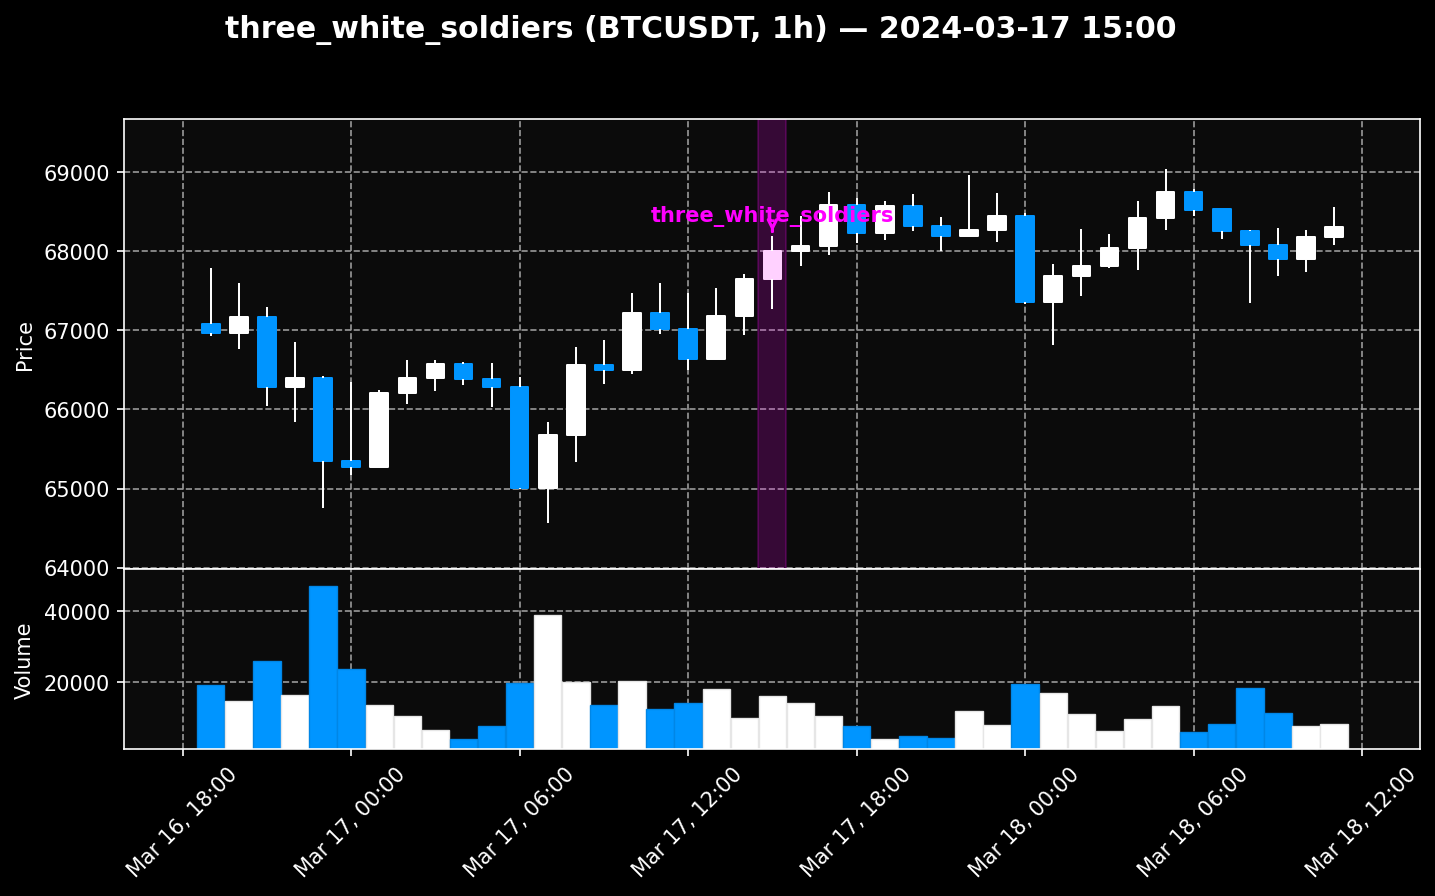 three_white_soldiers (BTCUSDT, 1h) — 2024-03-17 15:00
69000
three_white_soldiers
68000
67000
66000
65000
64000
Price
40000
20000
Volume
Mar 16, 18:00
Mar 17, 00:00
Mar 17, 06:00
Mar 17, 12:00
Mar 17, 18:00
Mar 18, 00:00
Mar 18, 06:00
Mar 18, 12:00